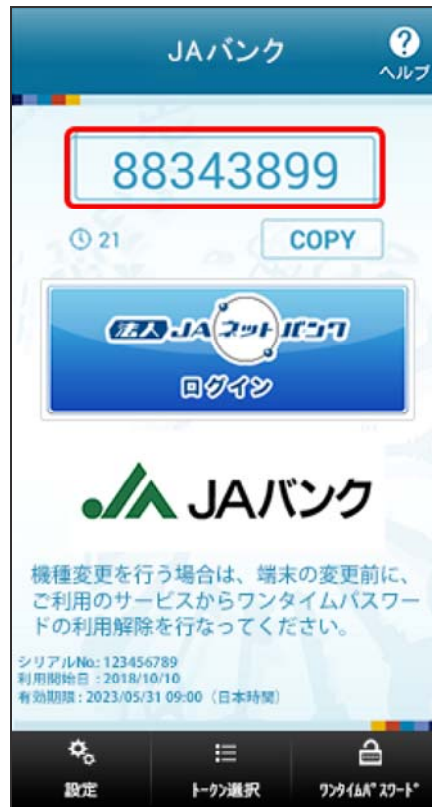 JAバンク
?
ヘルプ
88343899
21
COPY
法人JAネットバンク
ログイン
JAバンク
機種変更を行う場合は、端末の変更前に、
ご利用のサービスからワンタイムパスワー
ドの利用解除を行なってください。
シリアルNo.: 123456789
利用開始日 : 2018/10/10
有効期限 : 2023/05/31 09:00（日本時間）
設定
トークン選択
ワンタイムパスワード